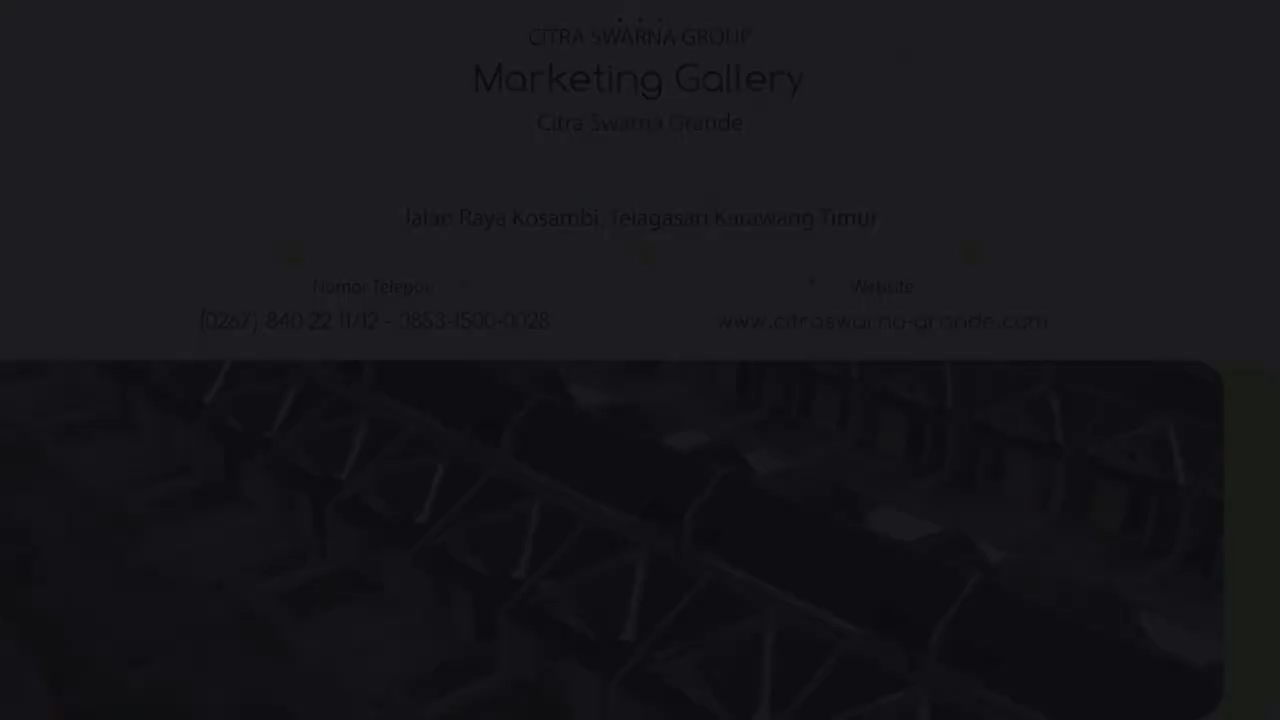 CITRA SWARNA GROUP
Marketing Gallery
Citra Swarna Grande
Jalan Raya Kosambi, Telagasari Karawang Timur
Nomor Telepon
Website
(0267) 840 22 11/12 - 0853-1500-0028
www.citraswarna-grande.com